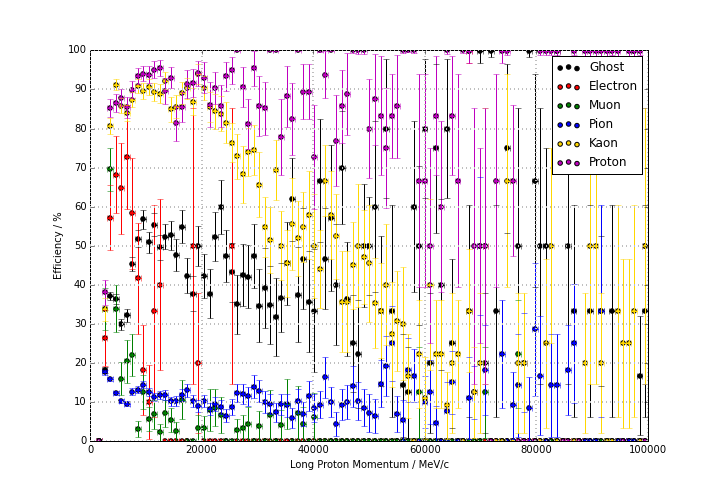 100
90
80
70
60
50
40
30
20
10
0
Efficiency / %
0 20000 40000 60000 80000 100000
Long Proton Momentum / MeV/c
Ghost
Electron
Muon
Pion
Kaon
Proton